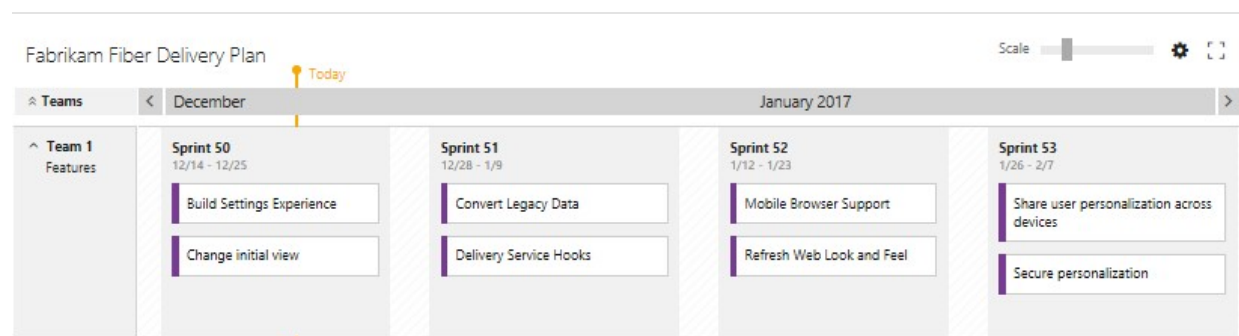 Fabrikam Fiber Delivery Plan
Scale
Today
Teams
December
January 2017
Team 1
Features
Sprint 50
12/14 - 12/25
Build Settings Experience
Change initial view
Sprint 51
12/28 - 1/9
Convert Legacy Data
Delivery Service Hooks
Sprint 52
1/12 - 1/23
Mobile Browser Support
Refresh Web Look and Feel
Sprint 53
1/26 - 2/7
Share user personalization across
devices
Secure personalization